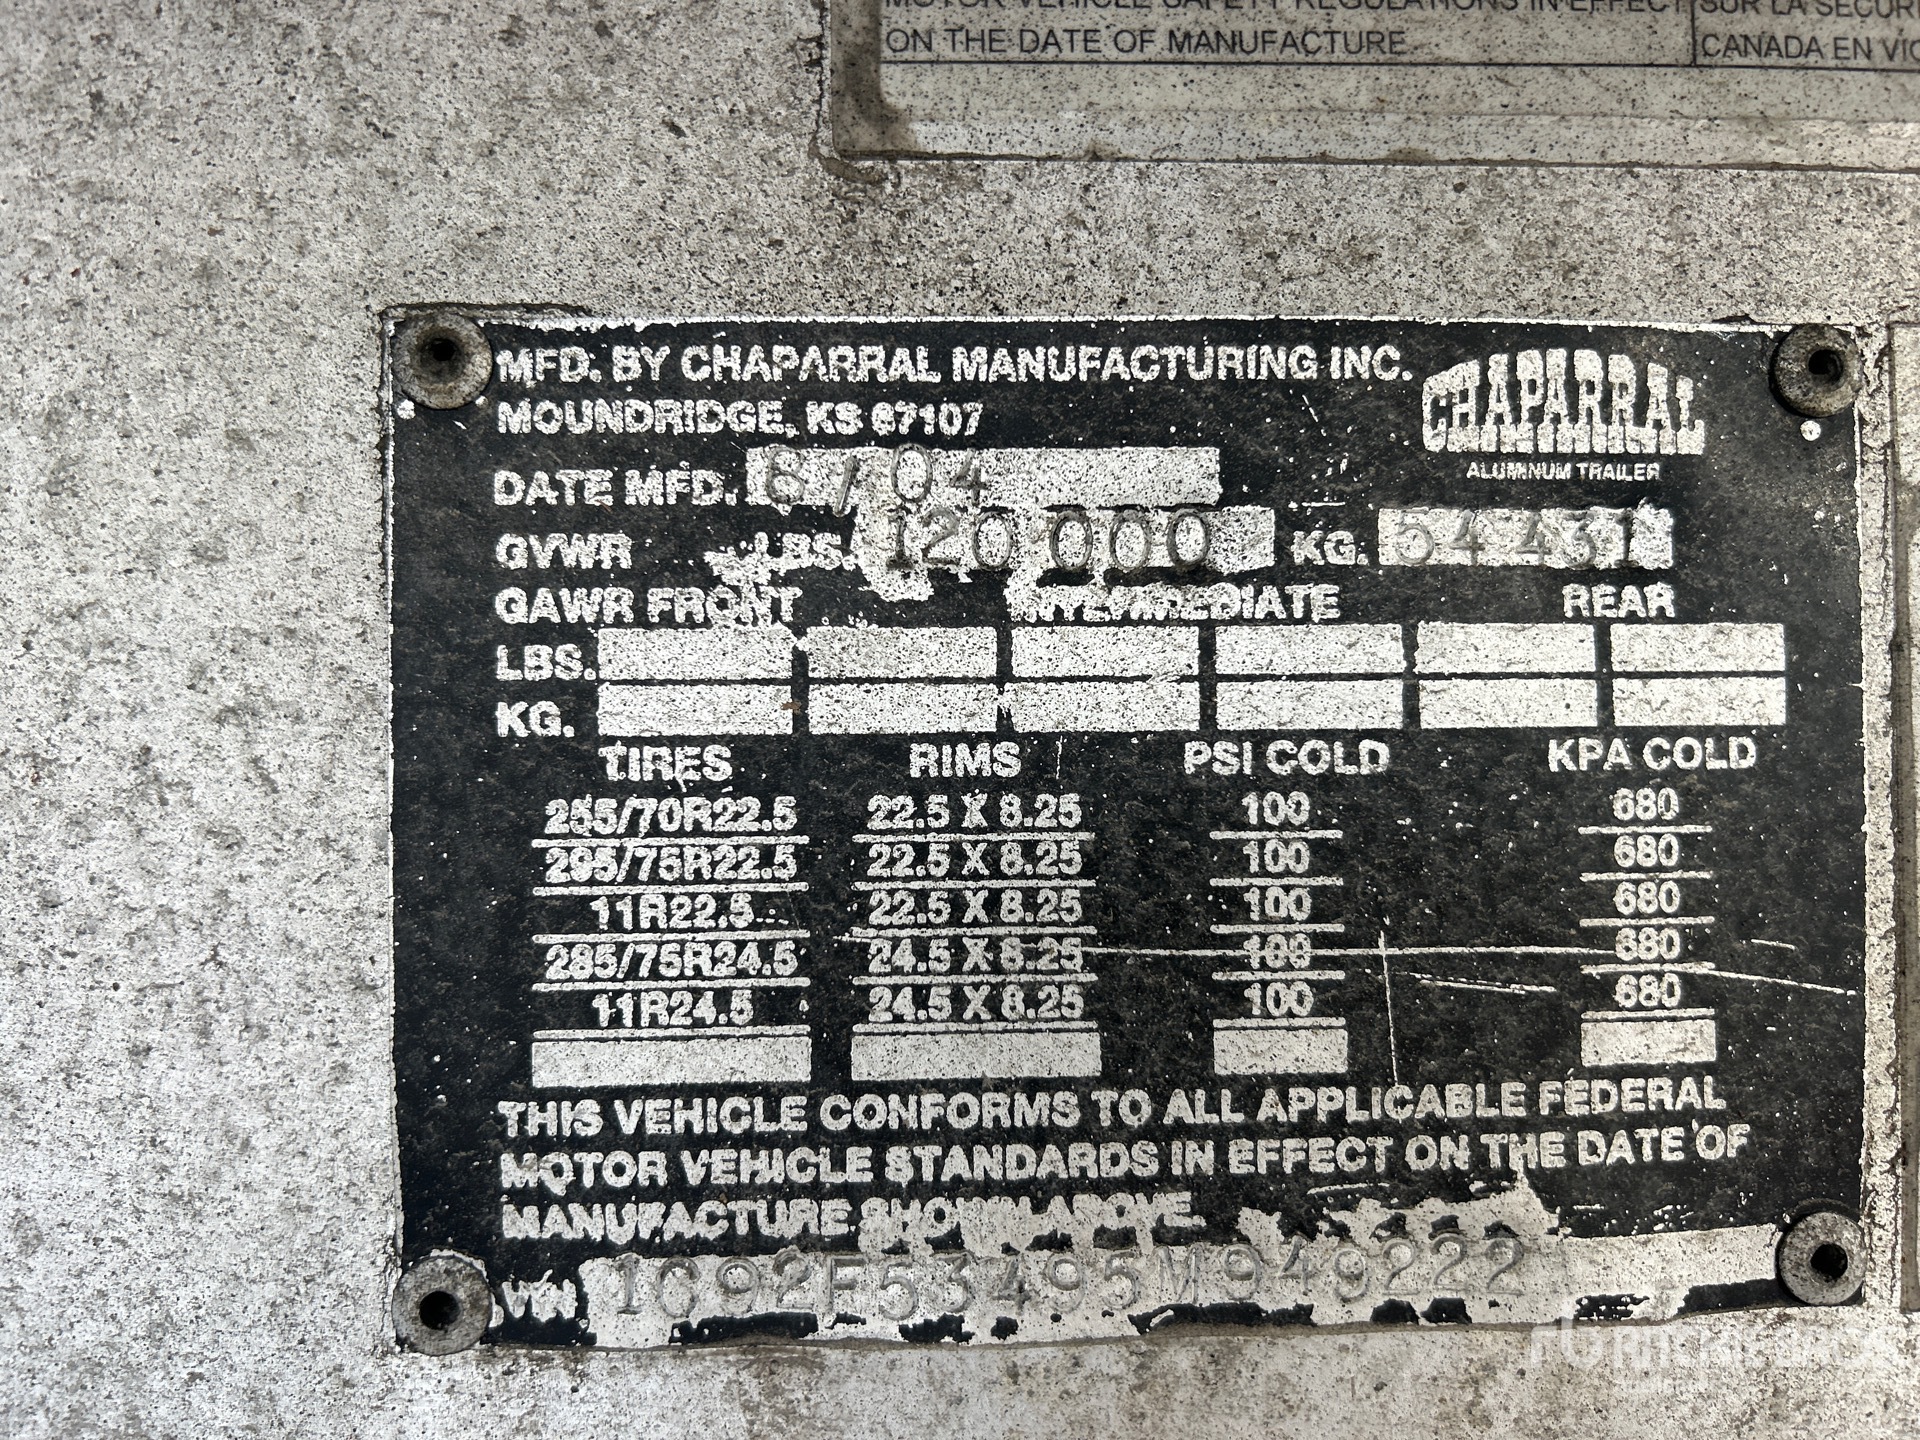 MOTOR VEHICLE SAFETY REGULATIONS IN EFFECT
ON THE DATE OF MANUFACTURE
SUR LA
CANADA EN
MFD. BY CHAPARRAL MANUFACTURING INC.
MOUNDRIDGE, KS 67107
CHAPARRAL
ALUMINUM TRAILER
DATE MFD. 6/04
GVWR LBS. 120 000 KG. 54431
GAWR FRONT INTERMEDIATE REAR
LBS.
KG.
TIRES RIMS PSI COLD KPA COLD
255/70R22.5 22.5 X 8.25 100 680
295/75R22.5 22.5 X 8.25 100 680
11R22.5 22.5 X 8.25 100 680
285/75R24.5 24.5 X 8.25 100 680
11R24.5 24.5 X 8.25 100 680
THIS VEHICLE CONFORMS TO ALL APPLICABLE FEDERAL
MOTOR VEHICLE STANDARDS IN EFFECT ON THE DATE OF
MANUFACTURE SHOWN ABOVE.
VIN 1C92F53495M949222